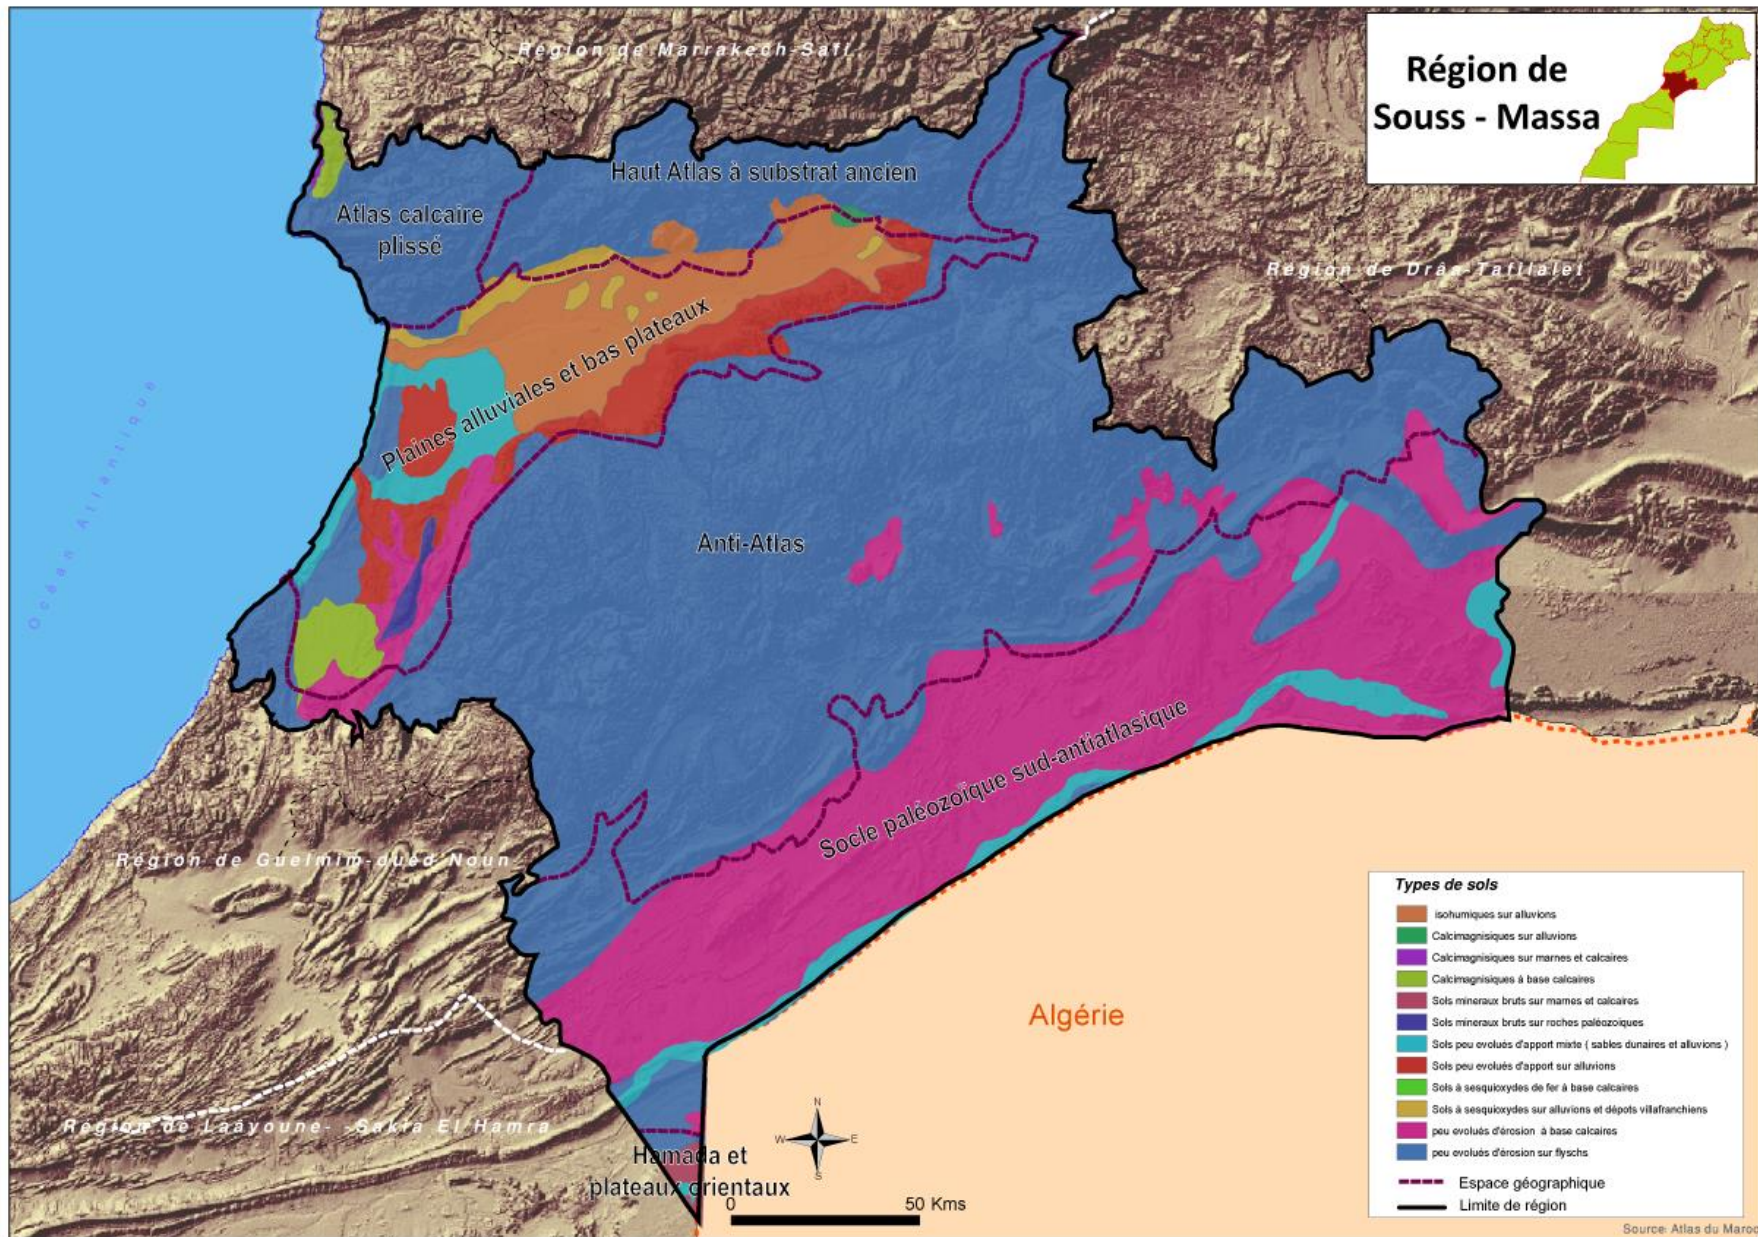 Région de Marrakech-Safi
Région de
Souss - Massa
Haut Atlas à substrat ancien
Atlas calcaire
plissé
Région de Drâa-Tafilalet
Plaines alluviales et bas plateaux
Océan Atlantique
Anti-Atlas
Socle paléozoïque sud-antiatlasique
Région de Guelmim-oued Noun
Algérie
Région de Laâyoune- -Sakia El Hamra
Hamada et
plateaux orientaux
N
W
E
S
0
50 Kms
Types de sols
isohumiques sur alluvions
Calcimagnisiques sur alluvions
Calcimagnisiques sur marnes et calcaires
Calcimagnisiques à base calcaires
Sols mineraux bruts sur marnes et calcaires
Sols mineraux bruts sur roches paléozoiques
Sols peu evolués d'apport mixte ( sables dunaires et alluvions )
Sols peu evolués d'apport sur alluvions
Sols à sesquioxydes de fer à base calcaires
Sols à sesquioxydes sur alluvions et dépots villafranchiens
peu evolués d'érosion à base calcaires
peu evolués d'érosion sur flyschs
Espace géographique
Limite de région
Source: Atlas du Maroc